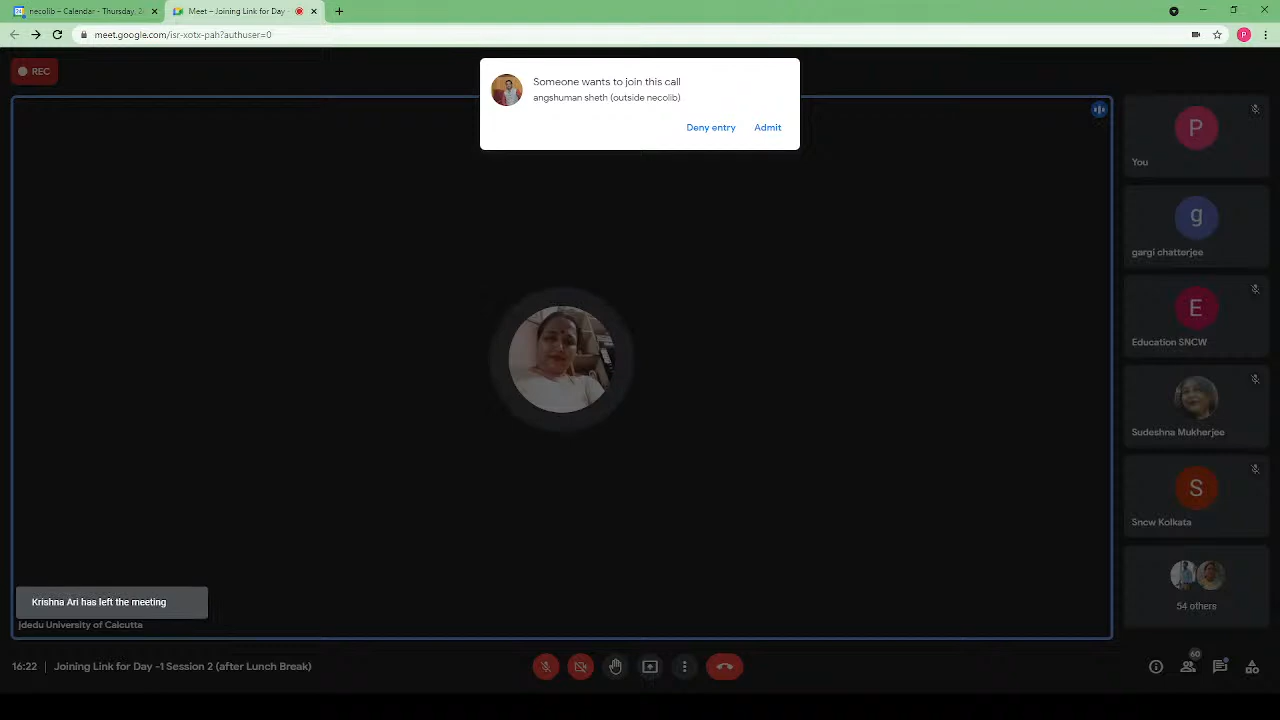 necolib – Calendar – Thursday, 2
Meet – Joining Link for Day -
meet.google.com/isr-xotx-pah?authuser=0
P
REC
Someone wants to join this call
angshuman sheth (outside necolib)
Deny entry
Admit
P
You
g
gargi chatterjee
E
Education SNCW
Sudeshna Mukherjee
S
Sncw Kolkata
54 others
Krishna Ari has left the meeting
jdedu University of Calcutta
16:22 | Joining Link for Day -1 Session 2 (after Lunch Break)
60